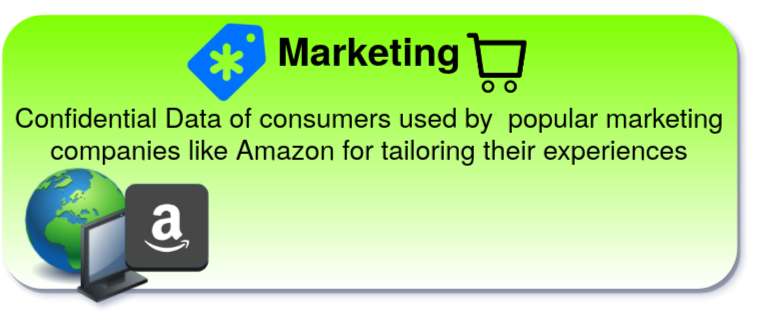 Marketing
Confidential Data of consumers used by  popular marketing
companies like Amazon for tailoring their experiences
a